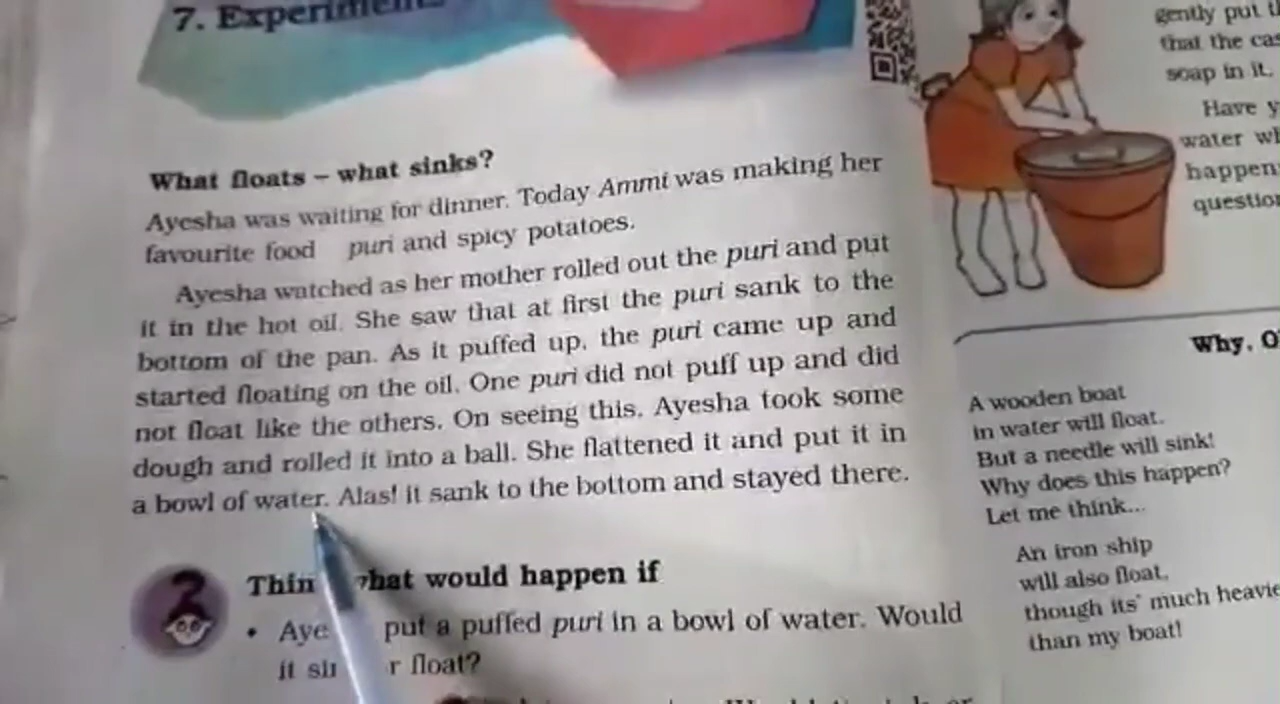 7. Experiments
What floats – what sinks?
Ayesha was waiting for dinner. Today Ammi was making her
favourite food puri and spicy potatoes.
Ayesha watched as her mother rolled out the puri and put
it in the hot oil. She saw that at first the puri sank to the
bottom of the pan. As it puffed up, the puri came up and
started floating on the oil. One puri did not puff up and did
not float like the others. On seeing this, Ayesha took some
dough and rolled it into a ball. She flattened it and put it in
a bowl of water. Alas! it sank to the bottom and stayed there.
what would happen if
• put a puffed puri in a bowl of water. Would
it float?
gently put
that the
soap in it.
Have
water
happen
Why,
A wooden boat
in water will float.
But a needle will sink!
Why does this happen?
Let me think...
An iron ship
will also float,
though its' much
than my boat!